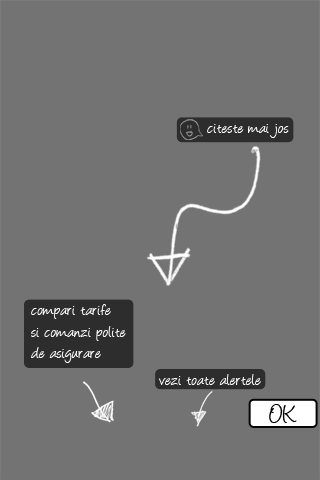 citeste mai jos
compari tarife
si comanzi polite
de asigurare
vezi toate alertele
OK